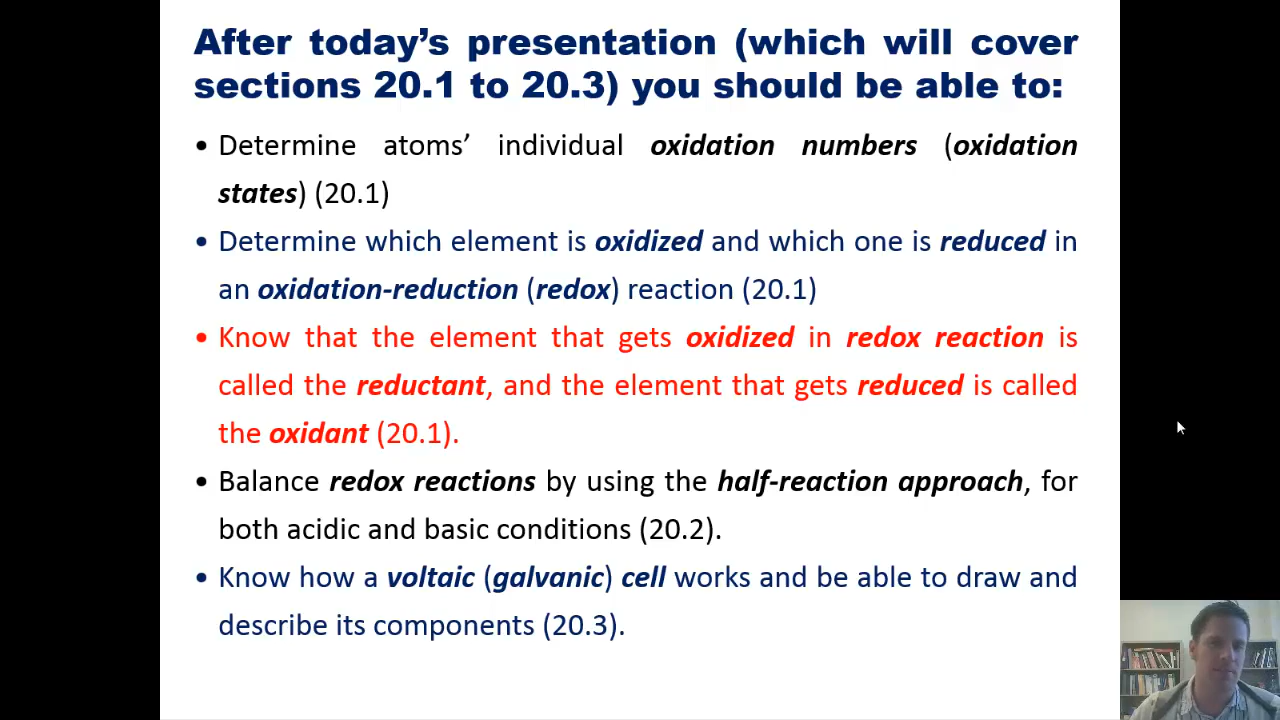 After today’s presentation (which will cover
sections 20.1 to 20.3) you should be able to:
• Determine atoms’ individual oxidation numbers (oxidation
states) (20.1)
• Determine which element is oxidized and which one is reduced in
an oxidation-reduction (redox) reaction (20.1)
• Know that the element that gets oxidized in redox reaction is
called the reductant, and the element that gets reduced is called
the oxidant (20.1).
• Balance redox reactions by using the half-reaction approach, for
both acidic and basic conditions (20.2).
• Know how a voltaic (galvanic) cell works and be able to draw and
describe its components (20.3).